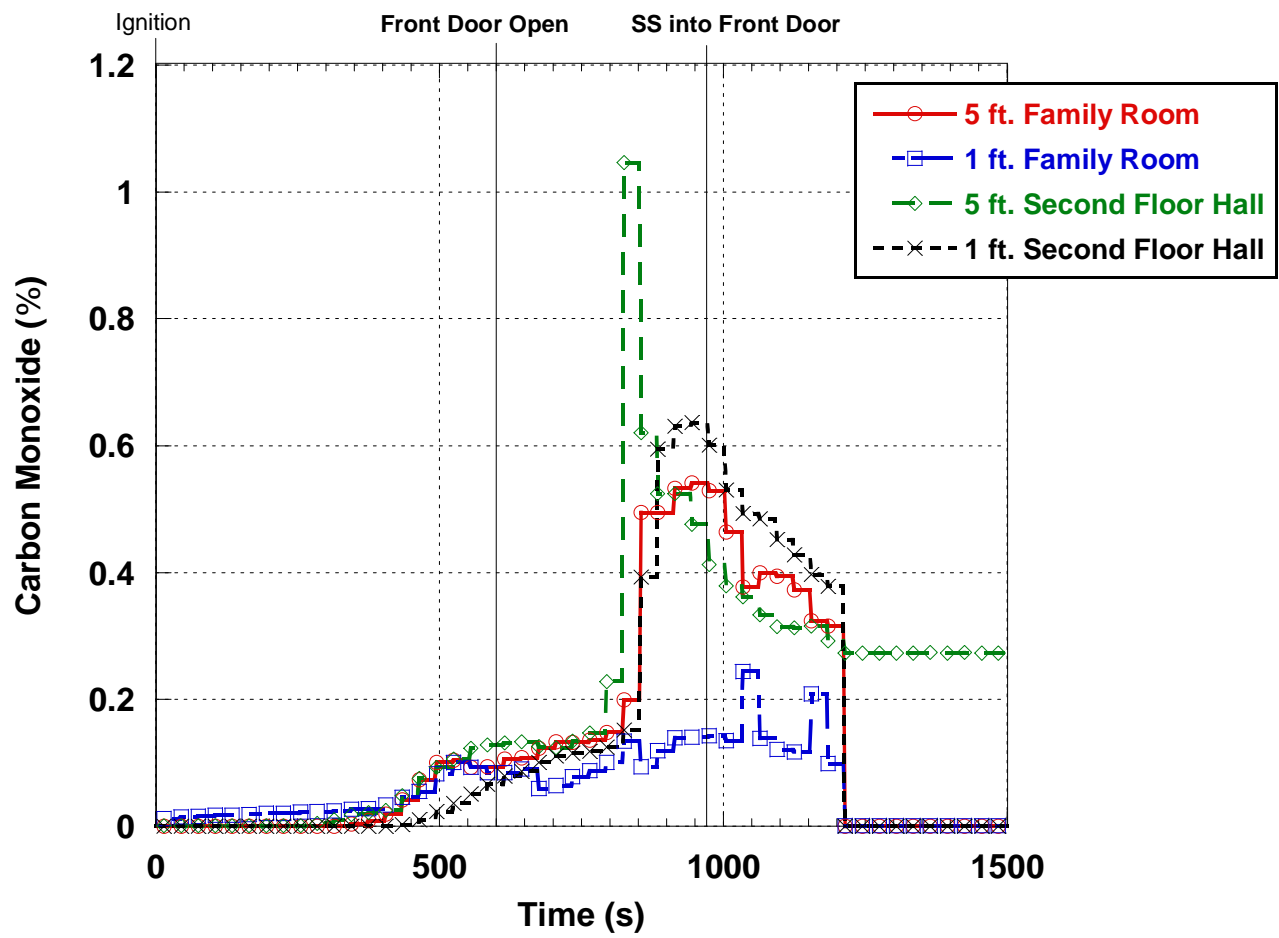 Ignition
Front Door Open
SS into Front Door
1.2
1
0.8
0.6
0.4
0.2
0
Carbon Monoxide (%)
5 ft. Family Room
1 ft. Family Room
5 ft. Second Floor Hall
1 ft. Second Floor Hall
0
500
1000
1500
Time (s)